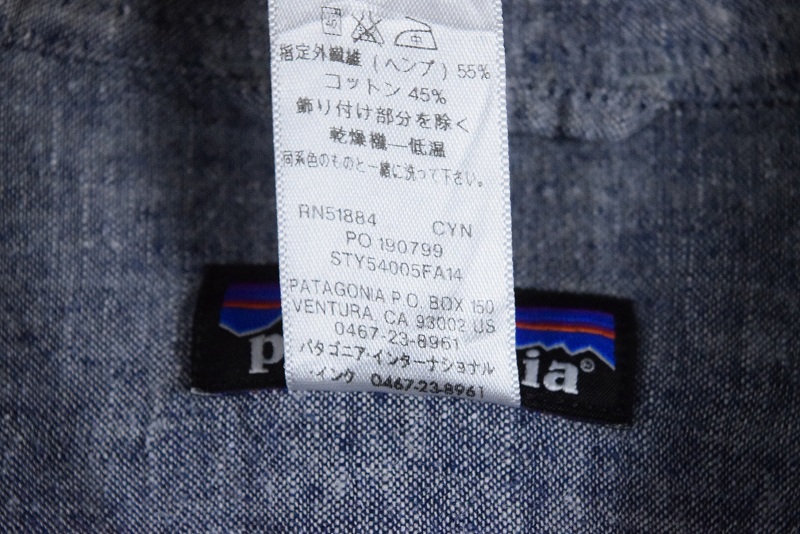 指定外繊維 (ヘンプ) 55%
コットン 45%
飾り付け部分を除く
乾燥機―低温
同系色のものと一緒に洗って下さい。
RN51884 CYN
PO 190799
STY54005FA14
PATAGONIA P.O. BOX 150
VENTURA, CA 93002 US
0467-23-8961
パタゴニア・インターナショナル
・インク 0467-23-8961
p
ia®